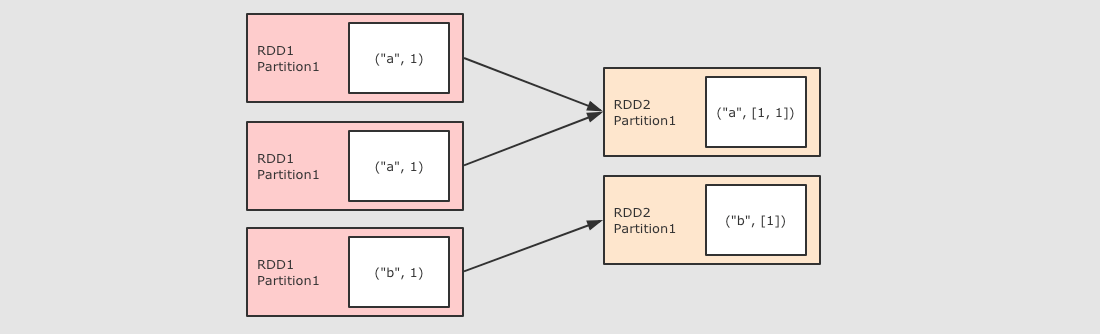 RDD1
Partition1
("a", 1)
RDD1
Partition1
("a", 1)
RDD1
Partition1
("b", 1)
RDD2
Partition1
("a", [1, 1])
RDD2
Partition1
("b", [1])